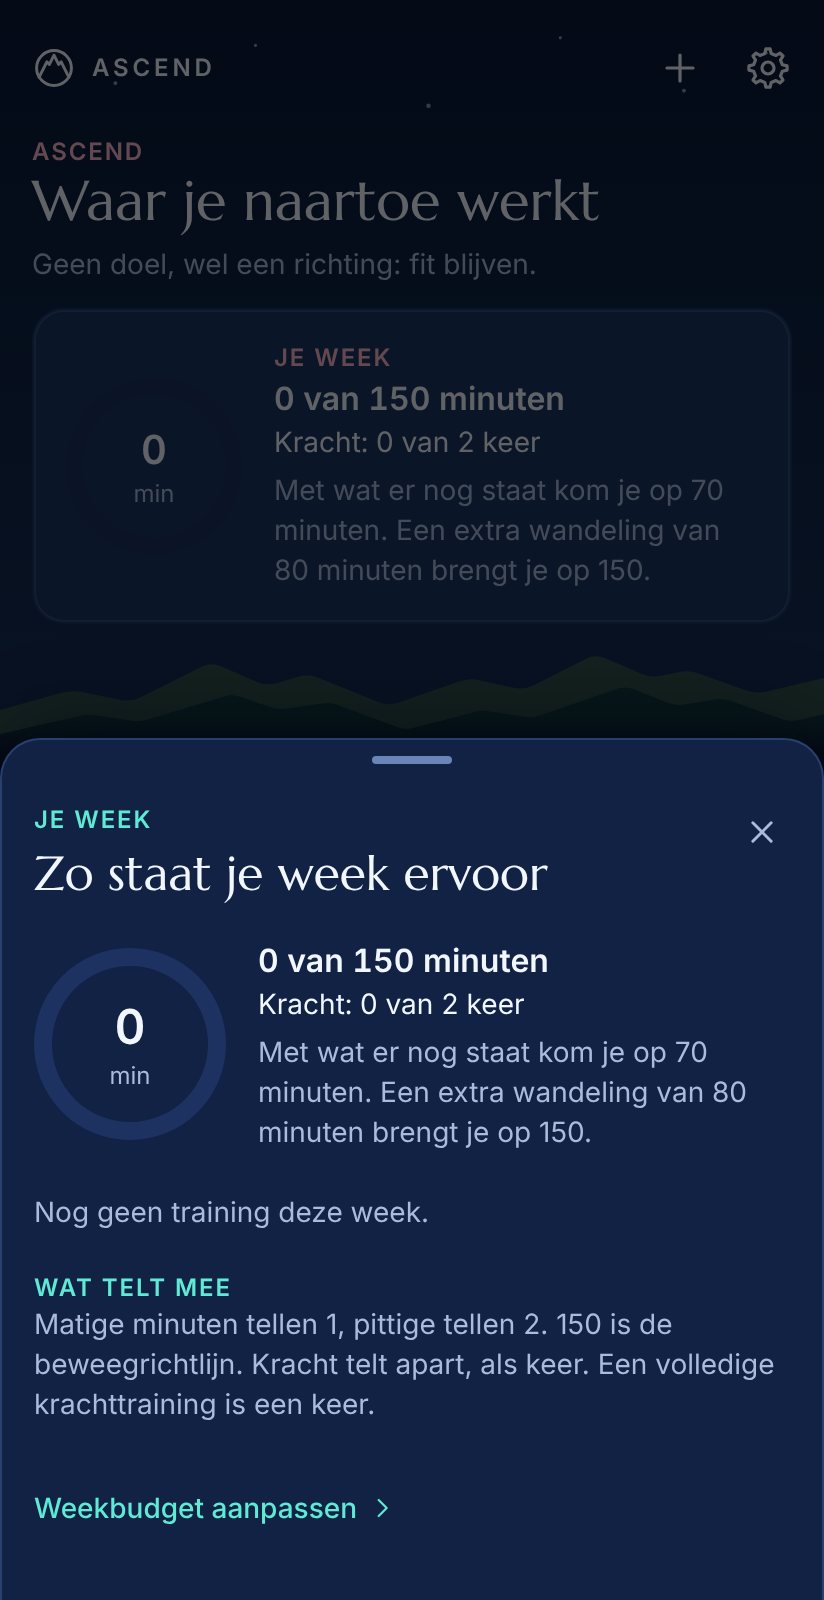 ASCEND
ASCEND
Waar je naartoe werkt
Geen doel, wel een richting: fit blijven.
JE WEEK
0 van 150 minuten
Kracht: 0 van 2 keer
0
min
Met wat er nog staat kom je op 70
minuten. Een extra wandeling van
80 minuten brengt je op 150.
JE WEEK
Zo staat je week ervoor
0 van 150 minuten
Kracht: 0 van 2 keer
0
min
Met wat er nog staat kom je op 70
minuten. Een extra wandeling van 80
minuten brengt je op 150.
Nog geen training deze week.
WAT TELT MEE
Matige minuten tellen 1, pittige tellen 2. 150 is de
beweegrichtlijn. Kracht telt apart, als keer. Een volledige
krachttraining is een keer.
Weekbudget aanpassen